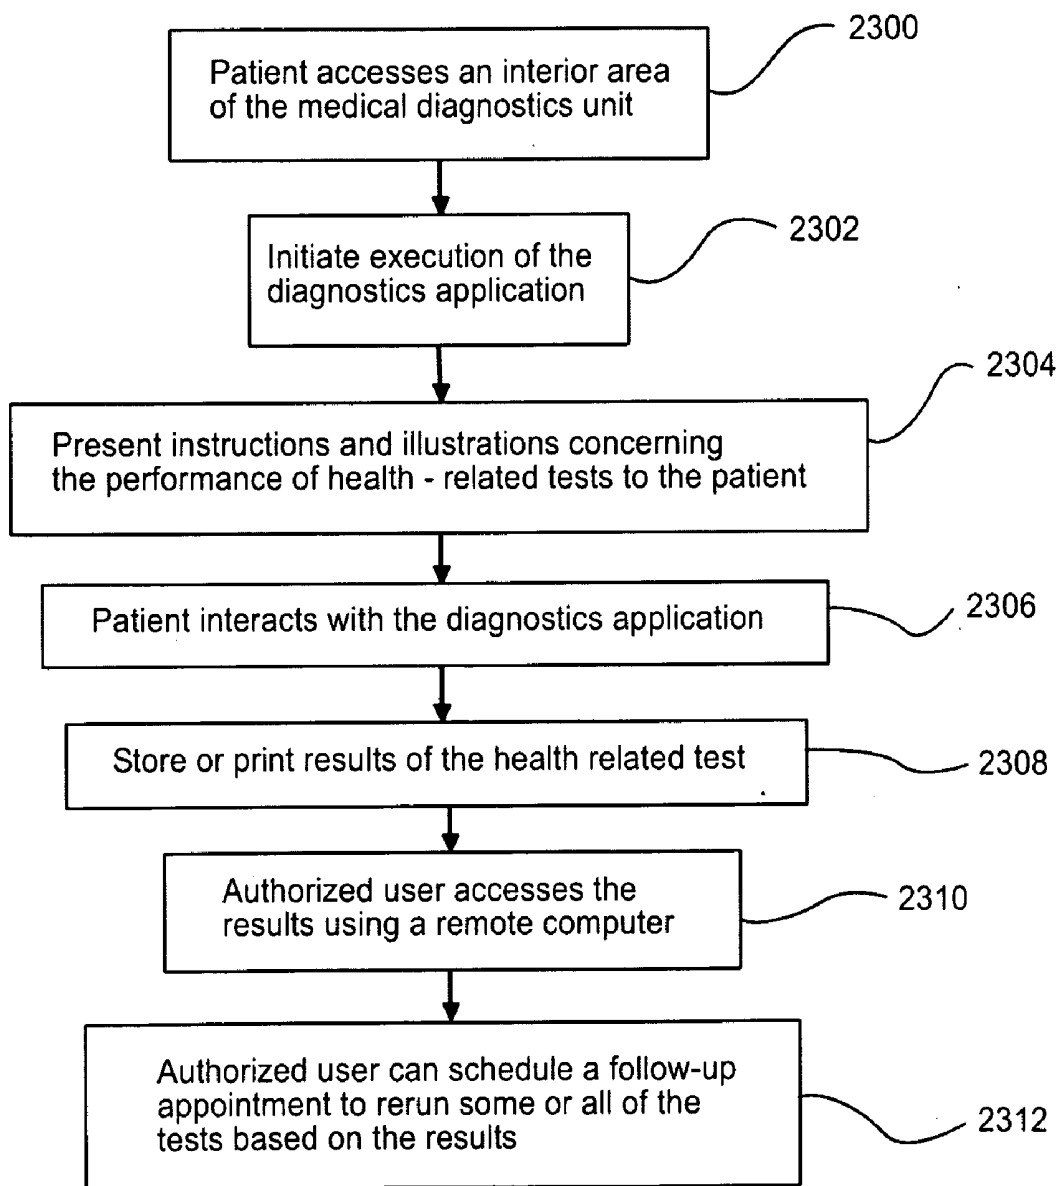 2300
Patient accesses an interior area
of the medical diagnostics unit
2302
Initiate execution of the
diagnostics application
2304
Present instructions and illustrations concerning
the performance of health - related tests to the patient
Patient interacts with the diagnostics application
2306
Store or print results of the health related test
2308
Authorized user accesses the
results using a remote computer
2310
Authorized user can schedule a follow-up
appointment to rerun some or all of the
tests based on the results
2312